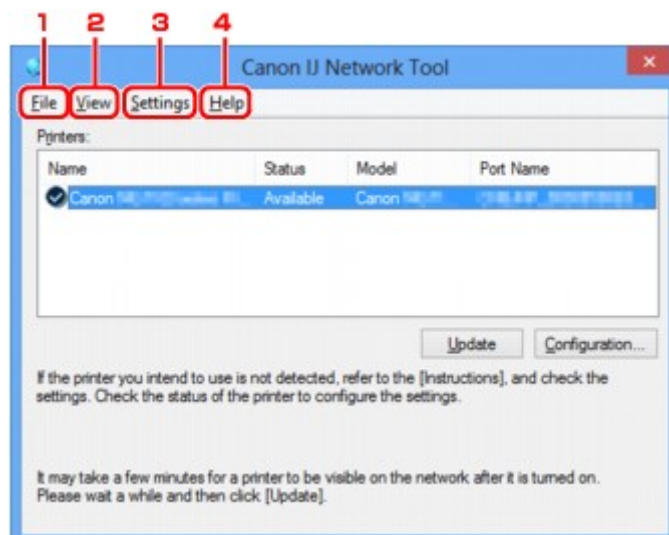 1 2 3 4
Canon IJ Network Tool
File View Settings Help
Printers:
Name Status Model Port Name
Canon Available Canon
Update Configuration...
If the printer you intend to use is not detected, refer to the [Instructions], and check the
settings. Check the status of the printer to configure the settings.
It may take a few minutes for a printer to be visible on the network after it is turned on.
Please wait a while and then click [Update].